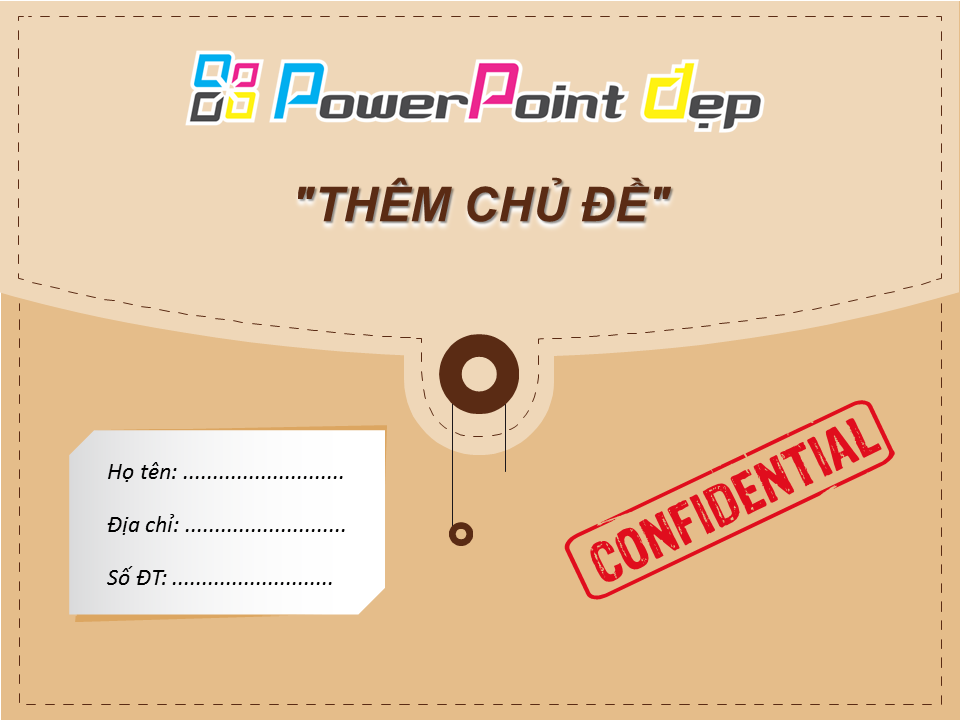 PowerPoint đẹp
"THÊM CHỦ ĐỀ"
Họ tên: ...........................
Địa chỉ: ...........................
Số ĐT: ...........................
CONFIDENTIAL